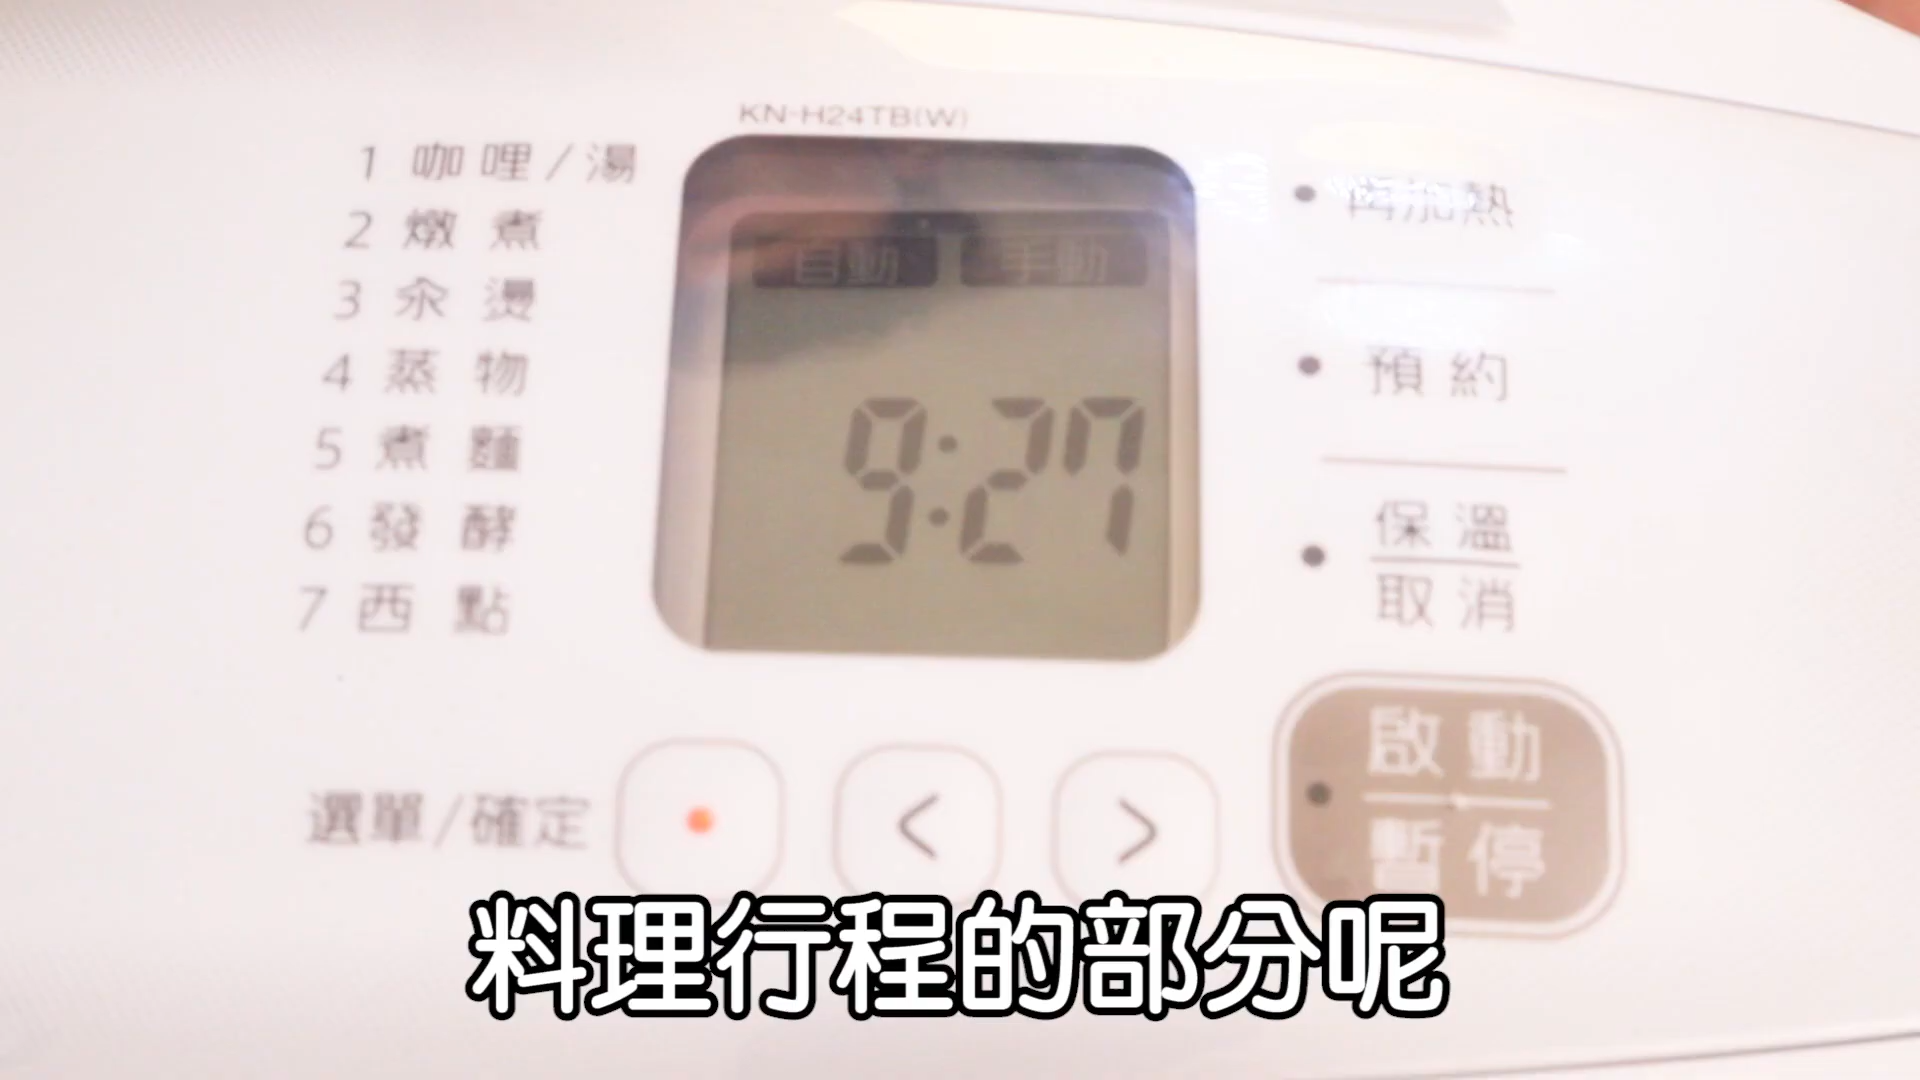 KN-H24TB(W)
1 咖哩/湯
2 燉煮
3 汆燙
4 蒸物
5 煮麵
6 發酵
7 西點
自動 手動
9:27
再加熱
預約
保溫
取消
選單/確定
<
>
啟動
暫停
料理行程的部分呢